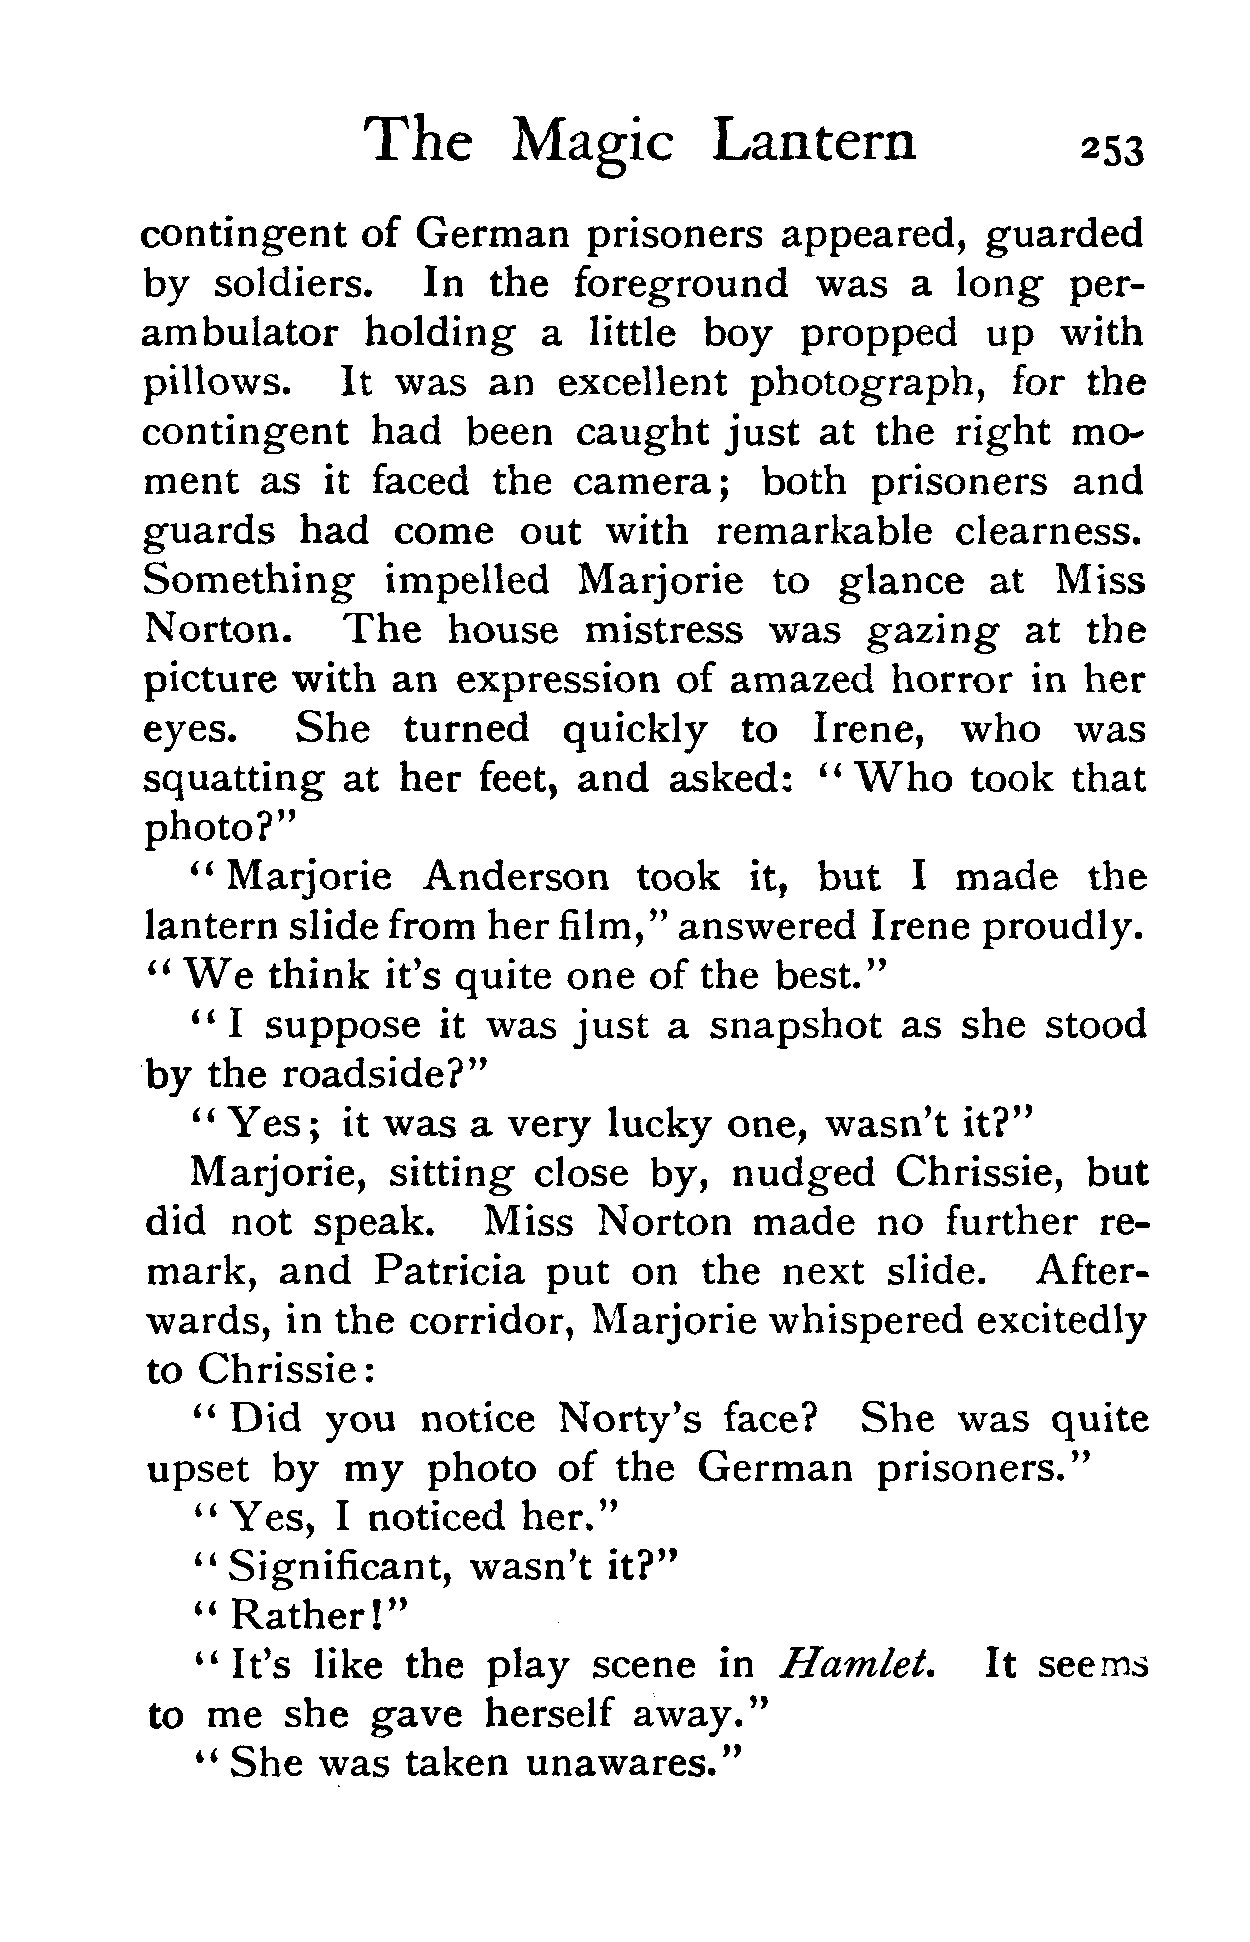 The Magic Lantern 253
contingent of German prisoners appeared, guarded
by soldiers. In the foreground was a long per-
ambulator holding a little boy propped up with
pillows. It was an excellent photograph, for the
contingent had been caught just at the right mo-
ment as it faced the camera; both prisoners and
guards had come out with remarkable clearness.
Something impelled Marjorie to glance at Miss
Norton. The house mistress was gazing at the
picture with an expression of amazed horror in her
eyes. She turned quickly to Irene, who was
squatting at her feet, and asked: “Who took that
photo?”
“Marjorie Anderson took it, but I made the
lantern slide from her film,” answered Irene proudly.
“We think it's quite one of the best.”
“I suppose it was just a snapshot as she stood
by the roadside?”
“Yes; it was a very lucky one, wasn't it?”
Marjorie, sitting close by, nudged Chrissie, but
did not speak. Miss Norton made no further re-
mark, and Patricia put on the next slide. After-
wards, in the corridor, Marjorie whispered excitedly
to Chrissie:
“Did you notice Norty's face? She was quite
upset by my photo of the German prisoners.”
“Yes, I noticed her.”
“Significant, wasn't it?”
“Rather!”
“It's like the play scene in Hamlet. It seems
to me she gave herself away.”
“She was taken unawares.”